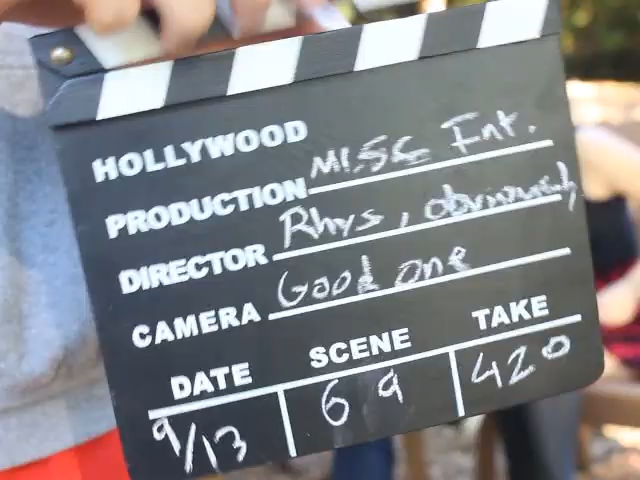 HOLLYWOOD
PRODUCTION MISC Ent.
DIRECTOR Rhys, obviously
CAMERA Good one
DATE SCENE TAKE
9/13 69 420